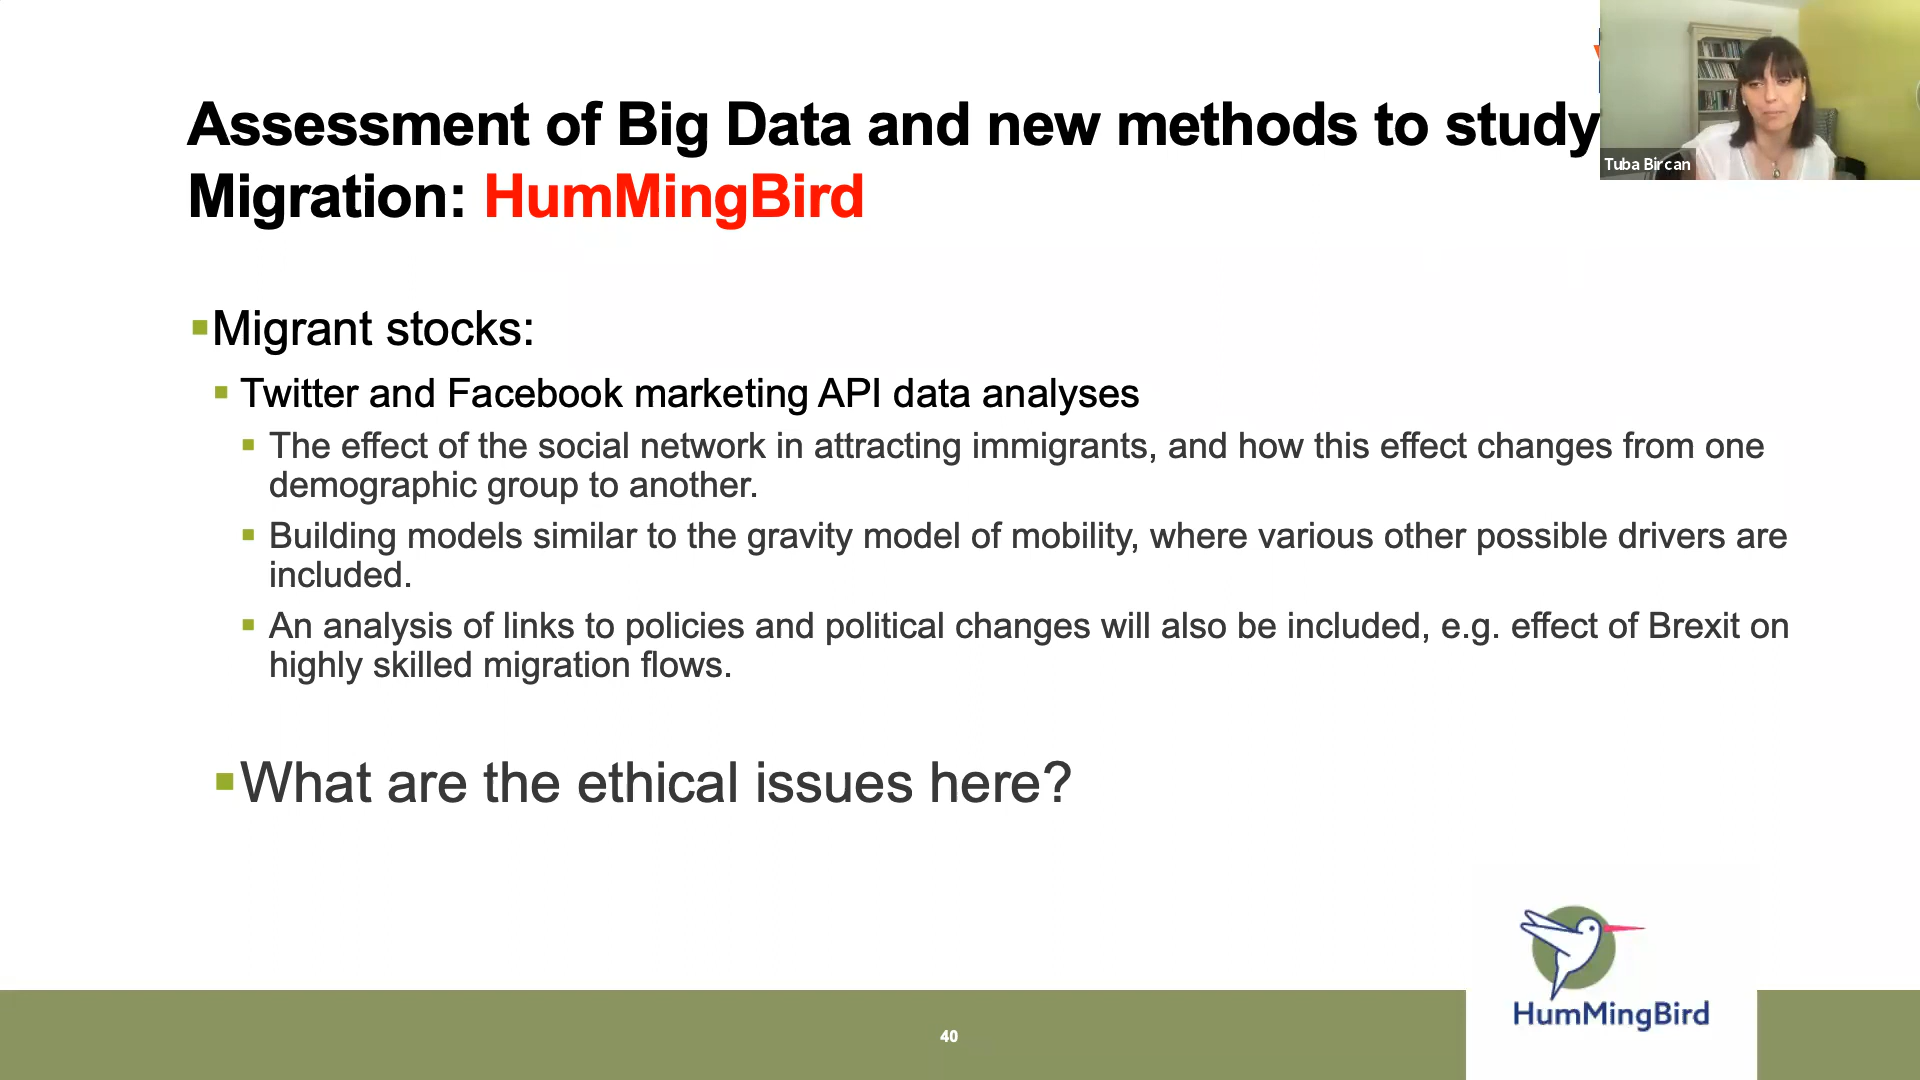 Assessment of Big Data and new methods to study
Migration: HumMingBird
Tuba Bircan
Migrant stocks:
Twitter and Facebook marketing API data analyses
The effect of the social network in attracting immigrants, and how this effect changes from one
demographic group to another.
Building models similar to the gravity model of mobility, where various other possible drivers are
included.
An analysis of links to policies and political changes will also be included, e.g. effect of Brexit on
highly skilled migration flows.
What are the ethical issues here?
HumMingBird
40